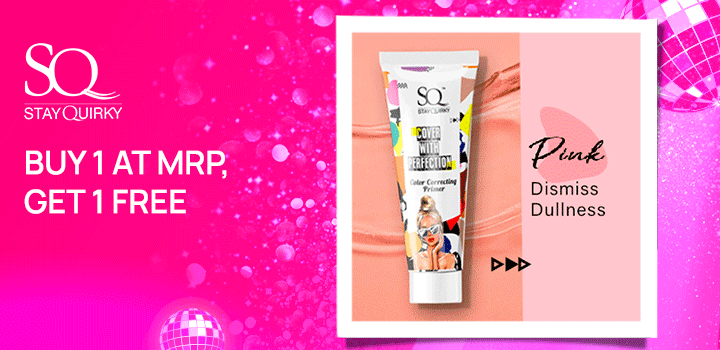 SQ
STAY QUIRKY
BUY 1 AT MRP,
GET 1 FREE
SQ™
STAY QUIRKY
COVER
WITH
PERFECTION
Color Correcting
Primer
Pink
Dismiss
Dullness